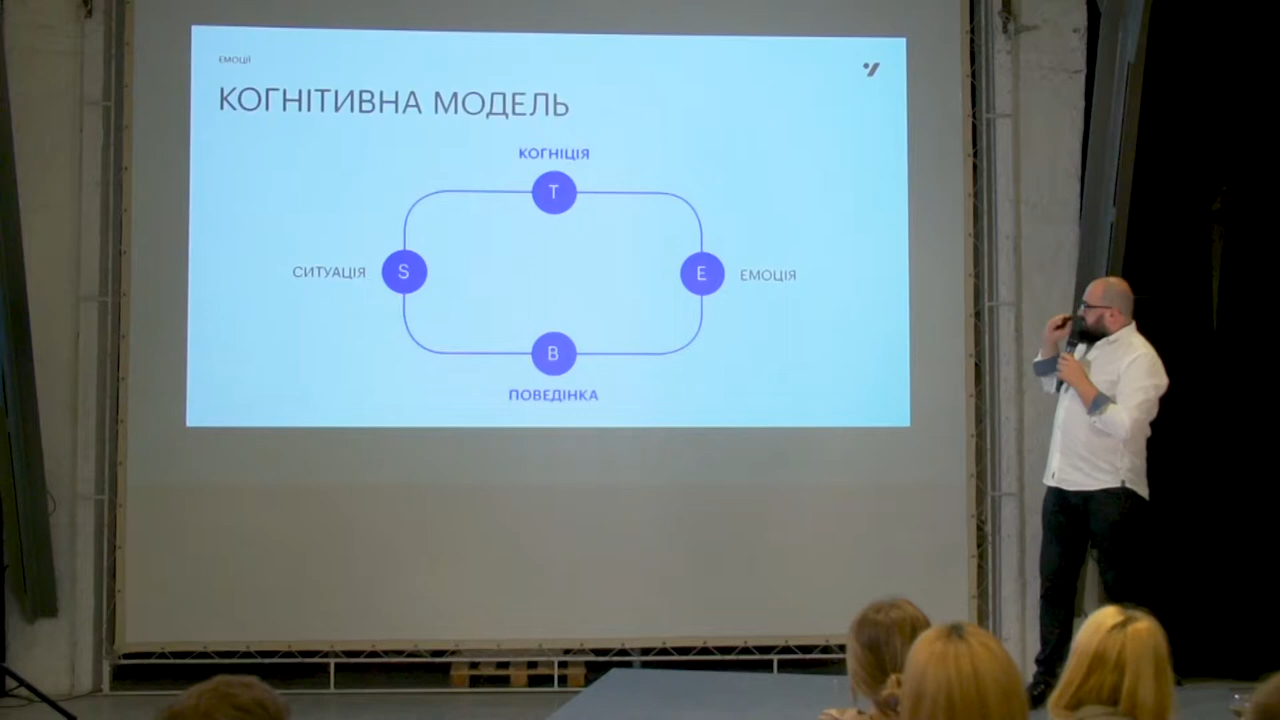 ЕМОЦІЇ
КОГНІТИВНА МОДЕЛЬ
КОГНІЦІЯ
T
СИТУАЦІЯ
S
E
ЕМОЦІЯ
B
ПОВЕДІНКА